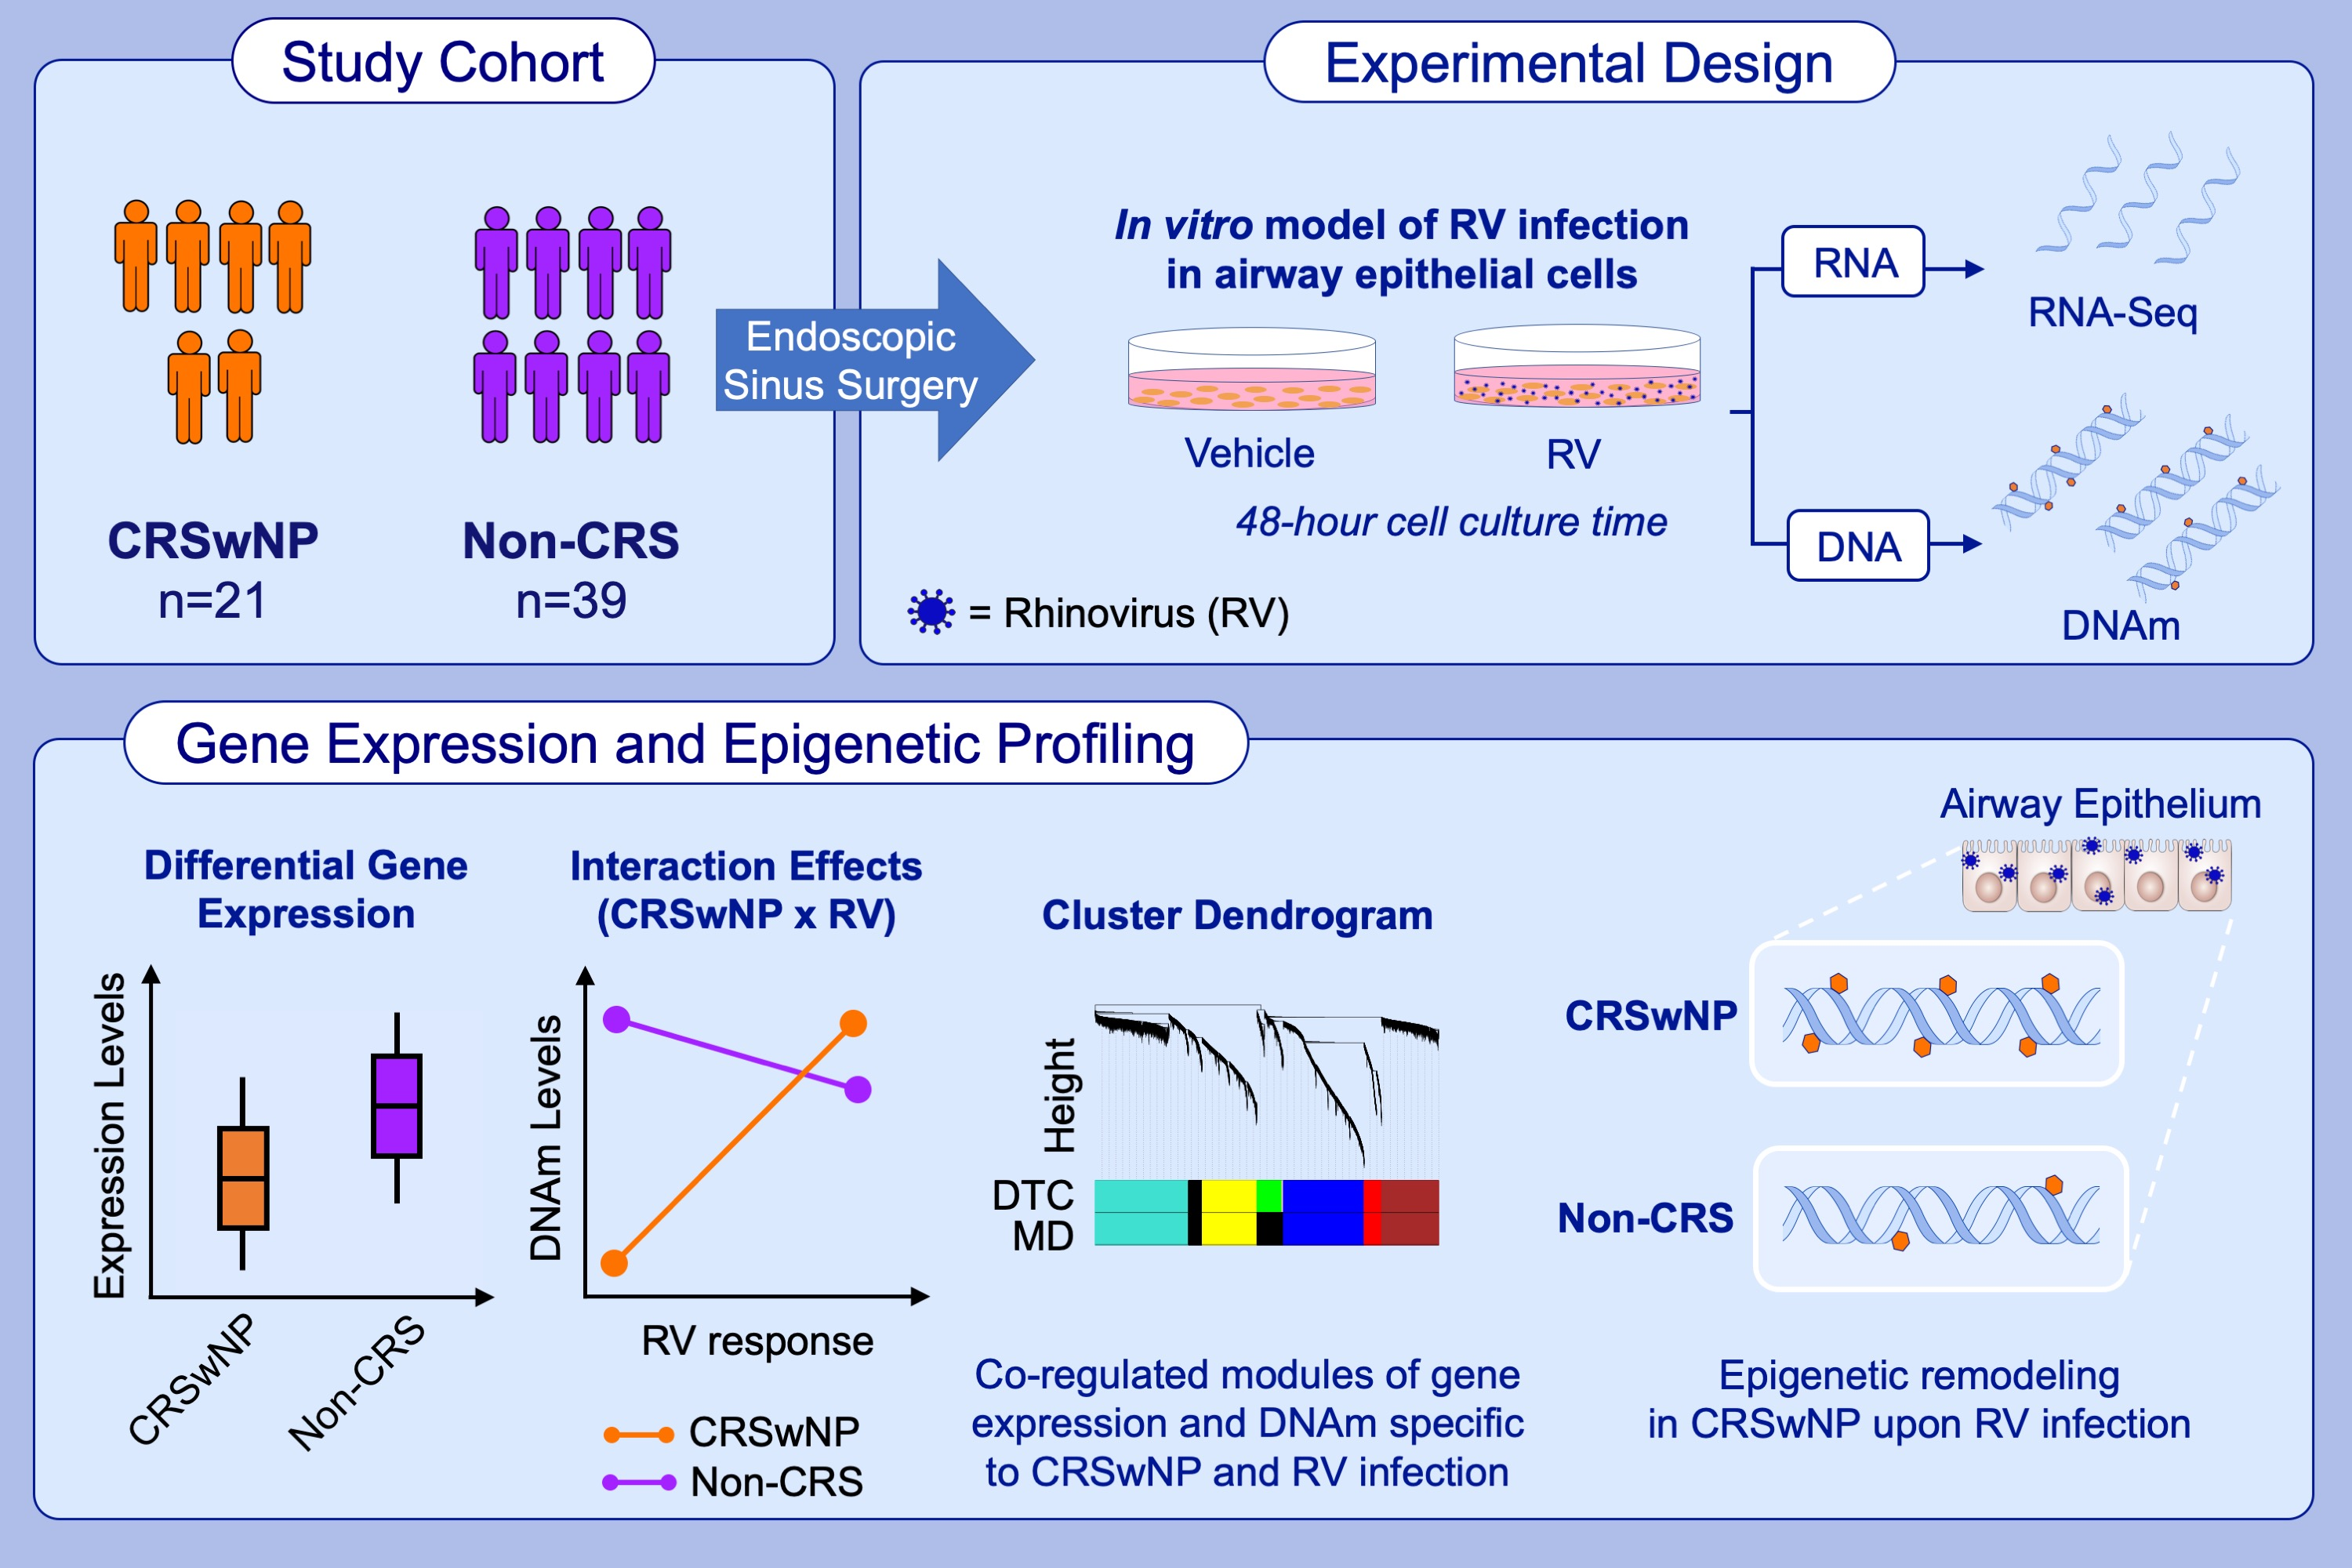 Study Cohort
CRSwNP
n=21
Non-CRS
n=39
Endoscopic
Sinus Surgery
Experimental Design
In vitro model of RV infection
in airway epithelial cells
Vehicle
RV
48-hour cell culture time
= Rhinovirus (RV)
RNA
RNA-Seq
DNA
DNAm
Gene Expression and Epigenetic Profiling
Differential Gene
Expression
Expression Levels
CRSwNP
Non-CRS
Interaction Effects
(CRSwNP x RV)
DNAm Levels
RV response
CRSwNP
Non-CRS
Cluster Dendrogram
Height
DTC
MD
Co-regulated modules of gene
expression and DNAm specific
to CRSwNP and RV infection
Airway Epithelium
CRSwNP
Non-CRS
Epigenetic remodeling
in CRSwNP upon RV infection